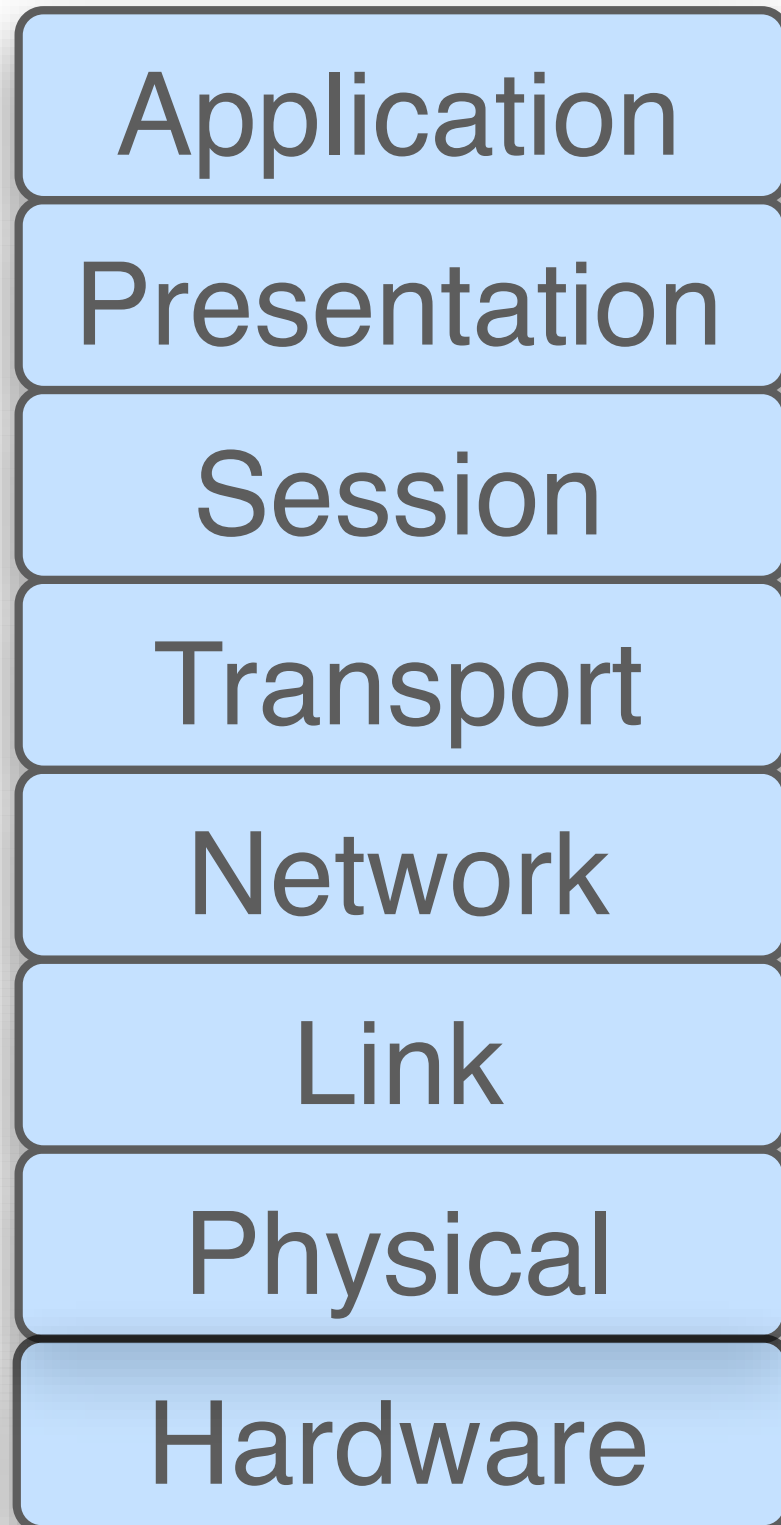 Application
Presentation
Session
Transport
Network
Link
Physical
Hardware